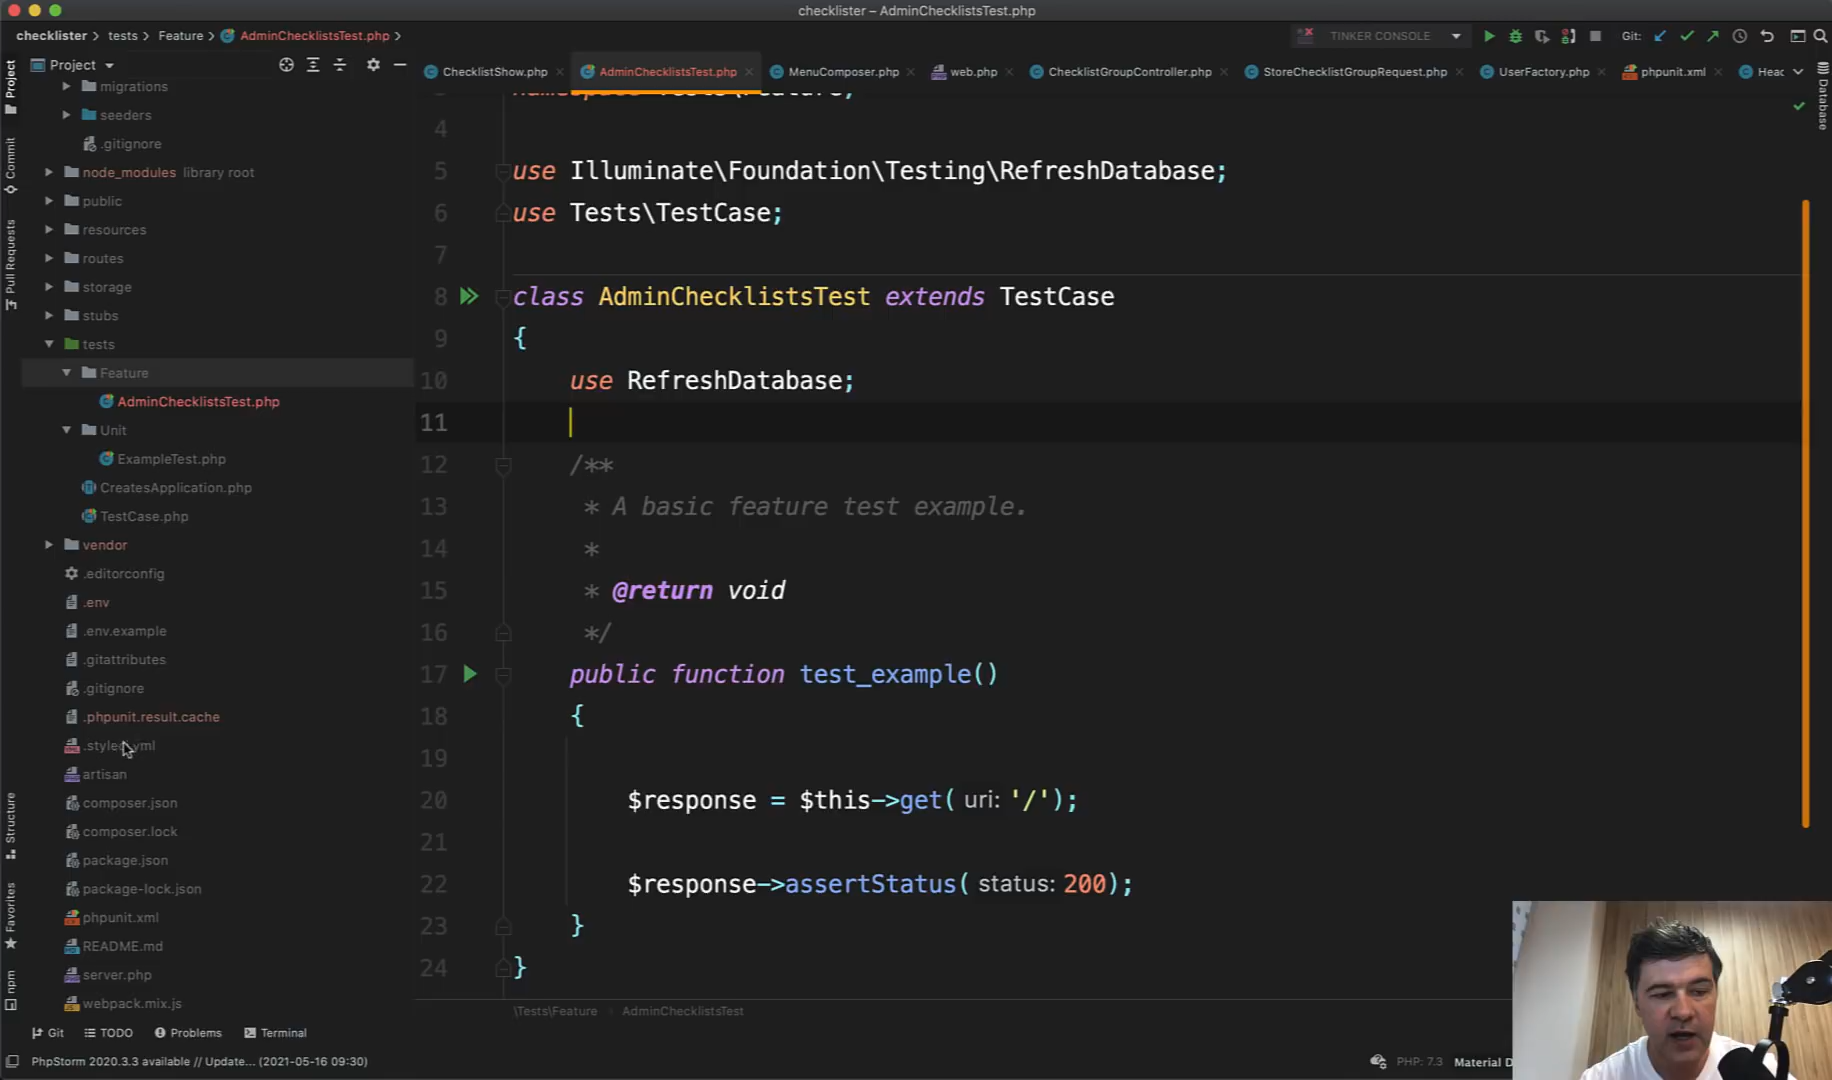 checklister – AdminChecklistsTest.php
checklister > tests > Feature > AdminChecklistsTest.php >
TINKER CONSOLE
Git:
Project
ChecklistShow.php
AdminChecklistsTest.php
MenuComposer.php
web.php
ChecklistGroupController.php
StoreChecklistGroupRequest.php
UserFactory.php
phpunit.xml
Project
Commit
Pull Requests
Structure
Favorites
npm
Database
migrations
seeders
.gitignore
node_modules library root
public
resources
routes
storage
stubs
tests
Feature
AdminChecklistsTest.php
Unit
ExampleTest.php
CreatesApplication.php
TestCase.php
vendor
.editorconfig
.env
.env.example
.gitattributes
.gitignore
.phpunit.result.cache
artisan
composer.json
composer.lock
package.json
package-lock.json
phpunit.xml
README.md
server.php
webpack.mix.js
4
5 use Illuminate\Foundation\Testing\RefreshDatabase;
6 use Tests\TestCase;
7
8 class AdminChecklistsTest extends TestCase
9 {
10 use RefreshDatabase;
11
12 /**
13 * A basic feature test example.
14 *
15 * @return void
16 */
17 public function test_example()
18 {
19
20 $response = $this->get( uri: '/');
21
22 $response->assertStatus( status: 200);
23 }
24 }
\Tests\Feature AdminChecklistsTest
Git TODO Problems Terminal
PhpStorm 2020.3.3 available // Update... (2021-05-16 09:30)
PHP: 7.3 Material